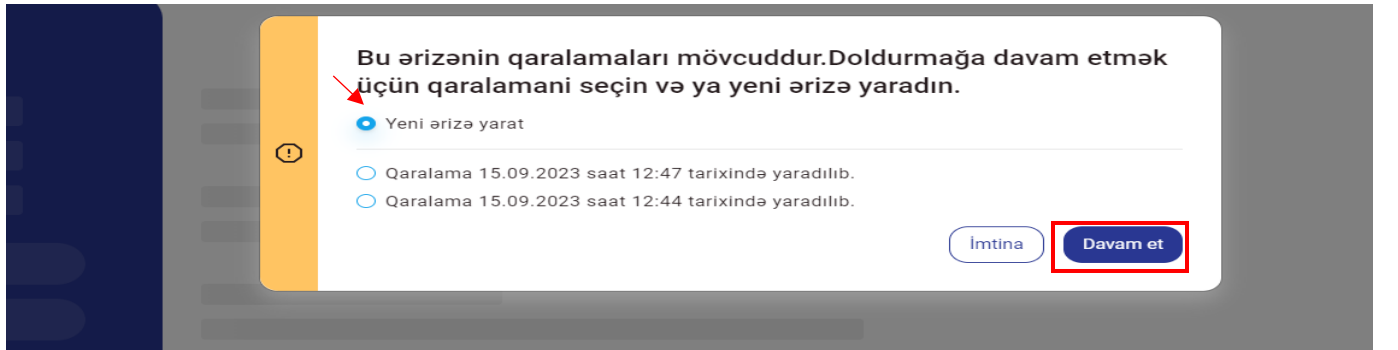 Bu ərizənin qaralamaları mövcuddur.Doldurmağa davam etmək
üçün qaralamani seçin və ya yeni ərizə yaradın.
Yeni ərizə yarat
Qaralama 15.09.2023 saat 12:47 tarixində yaradılıb.
Qaralama 15.09.2023 saat 12:44 tarixində yaradılıb.
İmtina
Davam et